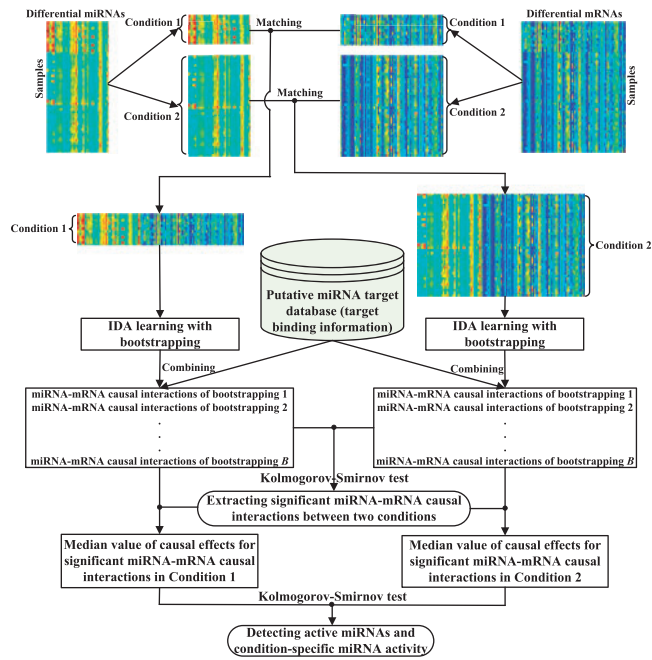 Differential miRNAs
Condition 1
Matching
Condition 1
Differential mRNAs
Samples
Condition 2
Matching
Condition 2
Samples
Condition 1
Condition 2
Putative miRNA target
database (target
binding information)
IDA learning with
bootstrapping
IDA learning with
bootstrapping
Combining
Combining
miRNA-mRNA causal interactions of bootstrapping 1
miRNA-mRNA causal interactions of bootstrapping 2
.
.
.
miRNA-mRNA causal interactions of bootstrapping B
miRNA-mRNA causal interactions of bootstrapping 1
miRNA-mRNA causal interactions of bootstrapping 2
.
.
.
miRNA-mRNA causal interactions of bootstrapping B
Kolmogorov-Smirnov test
Extracting significant miRNA-mRNA causal
interactions between two conditions
Median value of causal effects for
significant miRNA-mRNA causal
interactions in Condition 1
Median value of causal effects for
significant miRNA-mRNA causal
interactions in Condition 2
Kolmogorov-Smirnov test
Detecting active miRNAs and
condition-specific miRNA activity